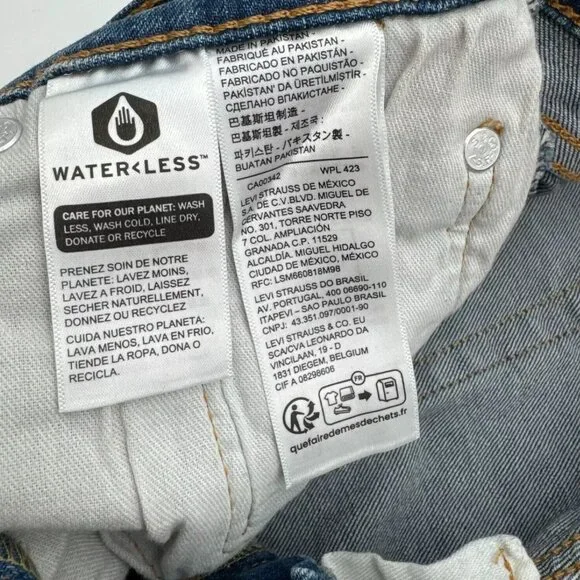 WATER<LESS™
CARE FOR OUR PLANET: WASH
LESS, WASH COLD, LINE DRY,
DONATE OR RECYCLE
PRENEZ SOIN DE NOTRE
PLANETE: LAVEZ MOINS,
LAVEZ A FROID, LAISSEZ
SECHER NATURELLEMENT,
DONNEZ OU RECYCLEZ
CUIDA NUESTRO PLANETA:
LAVA MENOS, LAVA EN FRIO,
TIENDE LA ROPA, DONA O
RECICLA.
MADE IN PAKISTAN -
FABRIQUÉ AU PAKISTAN -
FABRICADO EN PAKISTAN -
FABRICADO NO PAQUISTÃO -
PAKİSTAN' DA ÜRETİLMİŞTİR -
СДЕЛАНО ВПАКИСТАНЕ -
巴基斯坦制造 -
巴基斯坦製 - 제조국 :
파키스탄 - パキスタン製 -
BUATAN PAKISTAN
CA00342 WPL 423
LEVI STRAUSS DE MÉXICO
S.A. DE C.V.BLVD. MIGUEL DE
CERVANTES SAAVEDRA
NO. 301, TORRE NORTE PISO
7 COL. AMPLIACIÓN
GRANADA C.P. 11529
ALCALDÍA. MIGUEL HIDALGO
CIUDAD DE MÉXICO, MÉXICO
RFC: LSM660818M98
LEVI STRAUSS DO BRASIL
AV. PORTUGAL, 400 06690-110
ITAPEVI – SAO PAULO BRASIL
CNPJ: 43.351.097/0001-90
LEVI STRAUSS & CO. EU
SCA/CVA LEONARDO DA
VINCILAAN, 19 - D
1831 DIEGEM, BELGIUM
CIF A 08298606
FR
quefairedemesdechets.fr